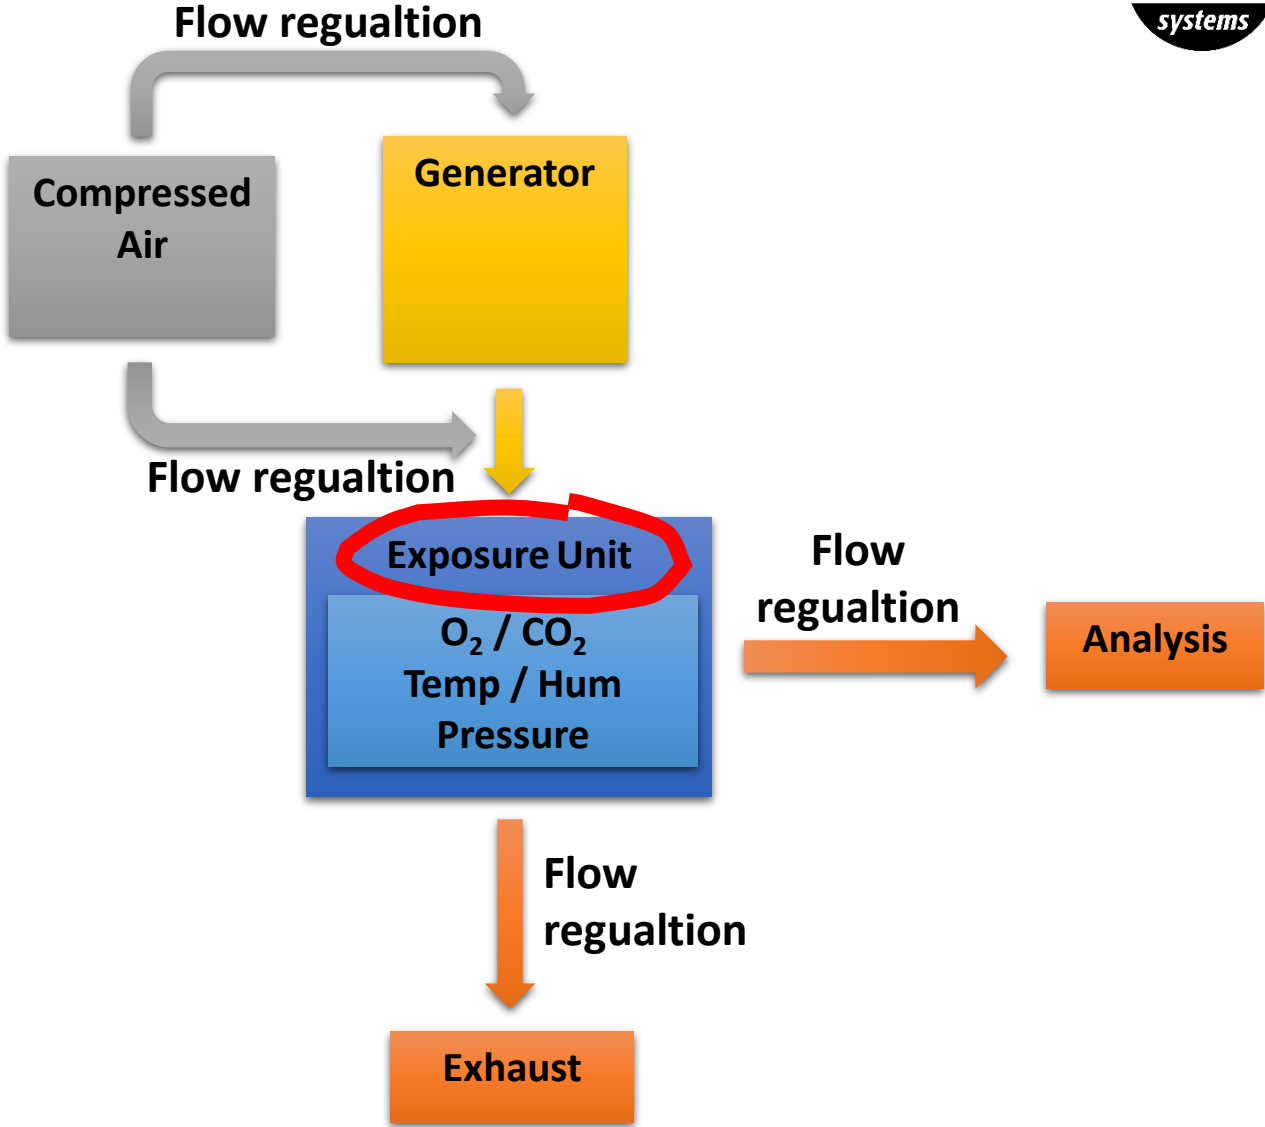 Flow regualtion
systems
Compressed
Air
Generator
Flow regualtion
Exposure Unit
O₂ / CO₂
Temp / Hum
Pressure
Flow
regualtion
Analysis
Flow
regualtion
Exhaust